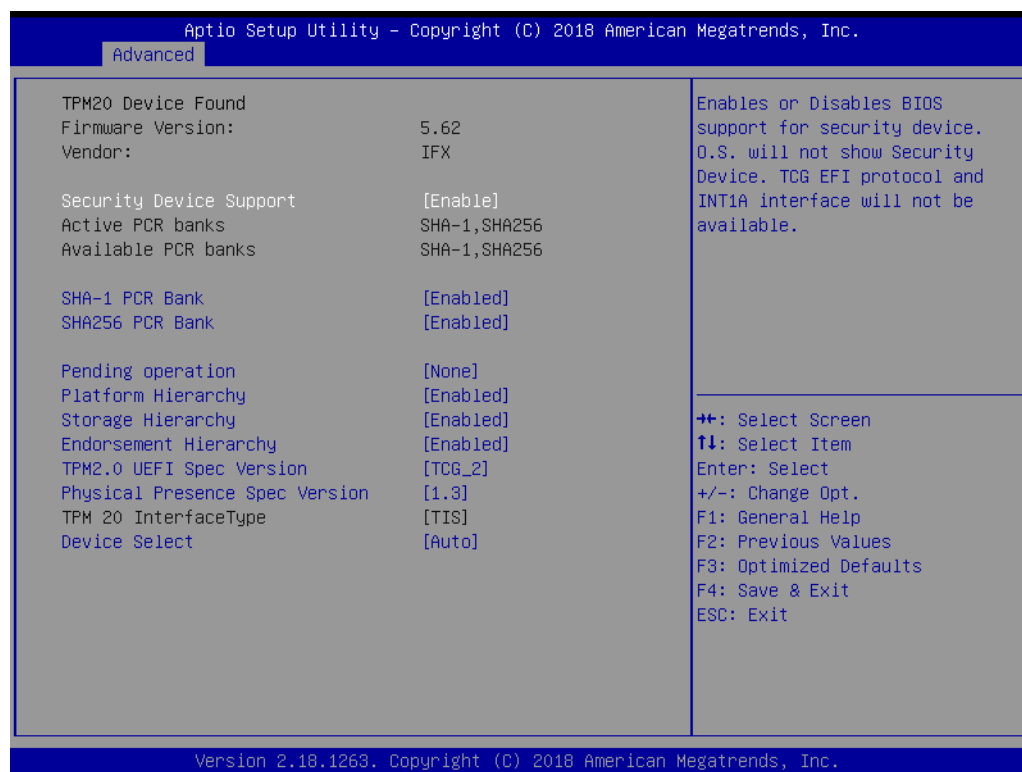 Aptio Setup Utility – Copyright (C) 2018 American Megatrends, Inc.
Advanced
TPM20 Device Found
Firmware Version: 5.62
Vendor: IFX
Security Device Support [Enable]
Active PCR banks SHA-1,SHA256
Available PCR banks SHA-1,SHA256
SHA-1 PCR Bank [Enabled]
SHA256 PCR Bank [Enabled]
Pending operation [None]
Platform Hierarchy [Enabled]
Storage Hierarchy [Enabled]
Endorsement Hierarchy [Enabled]
TPM2.0 UEFI Spec Version [TCG_2]
Physical Presence Spec Version [1.3]
TPM 20 InterfaceType [TIS]
Device Select [Auto]
Enables or Disables BIOS
support for security device.
O.S. will not show Security
Device. TCG EFI protocol and
INT1A interface will not be
available.
→←: Select Screen
↑↓: Select Item
Enter: Select
+/-: Change Opt.
F1: General Help
F2: Previous Values
F3: Optimized Defaults
F4: Save & Exit
ESC: Exit
Version 2.18.1263. Copyright (C) 2018 American Megatrends, Inc.